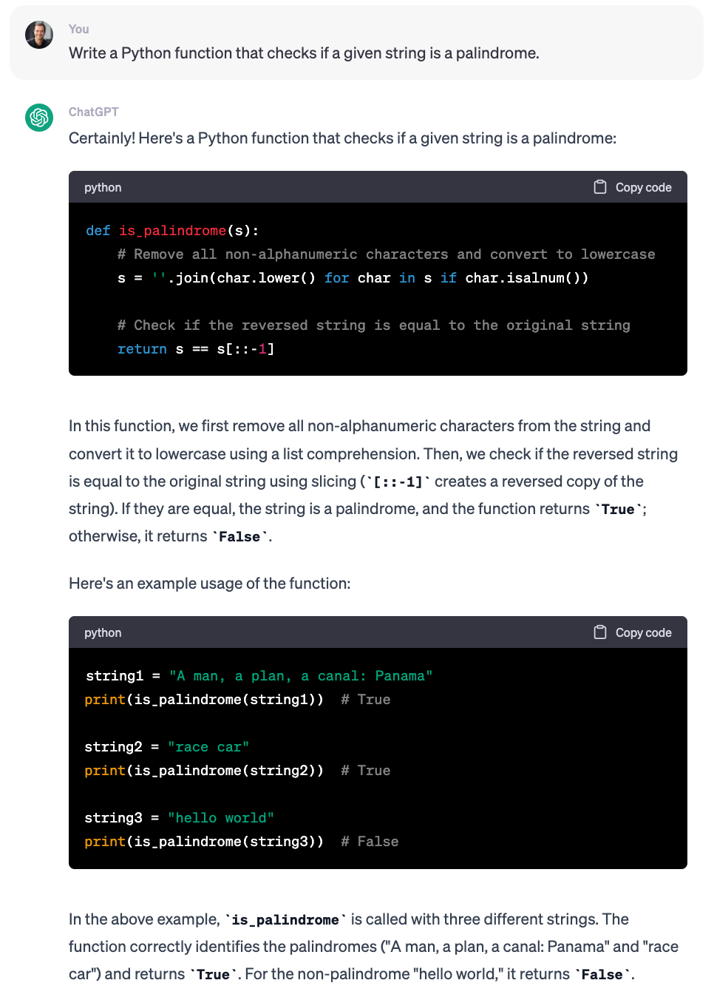 You
Write a Python function that checks if a given string is a palindrome.
ChatGPT
Certainly! Here's a Python function that checks if a given string is a palindrome:
python
Copy code
def is_palindrome(s):
    # Remove all non-alphanumeric characters and convert to lowercase
    s = ''.join(char.lower() for char in s if char.isalnum())
    # Check if the reversed string is equal to the original string
    return s == s[::-1]
In this function, we first remove all non-alphanumeric characters from the string and
convert it to lowercase using a list comprehension. Then, we check if the reversed string
is equal to the original string using slicing (`[::-1]` creates a reversed copy of the
string). If they are equal, the string is a palindrome, and the function returns `True`;
otherwise, it returns `False`.
Here's an example usage of the function:
python
Copy code
string1 = "A man, a plan, a canal: Panama"
print(is_palindrome(string1))  # True
string2 = "race car"
print(is_palindrome(string2))  # True
string3 = "hello world"
print(is_palindrome(string3))  # False
In the above example, `is_palindrome` is called with three different strings. The
function correctly identifies the palindromes ("A man, a plan, a canal: Panama" and "race
car") and returns `True`. For the non-palindrome "hello world," it returns `False`.